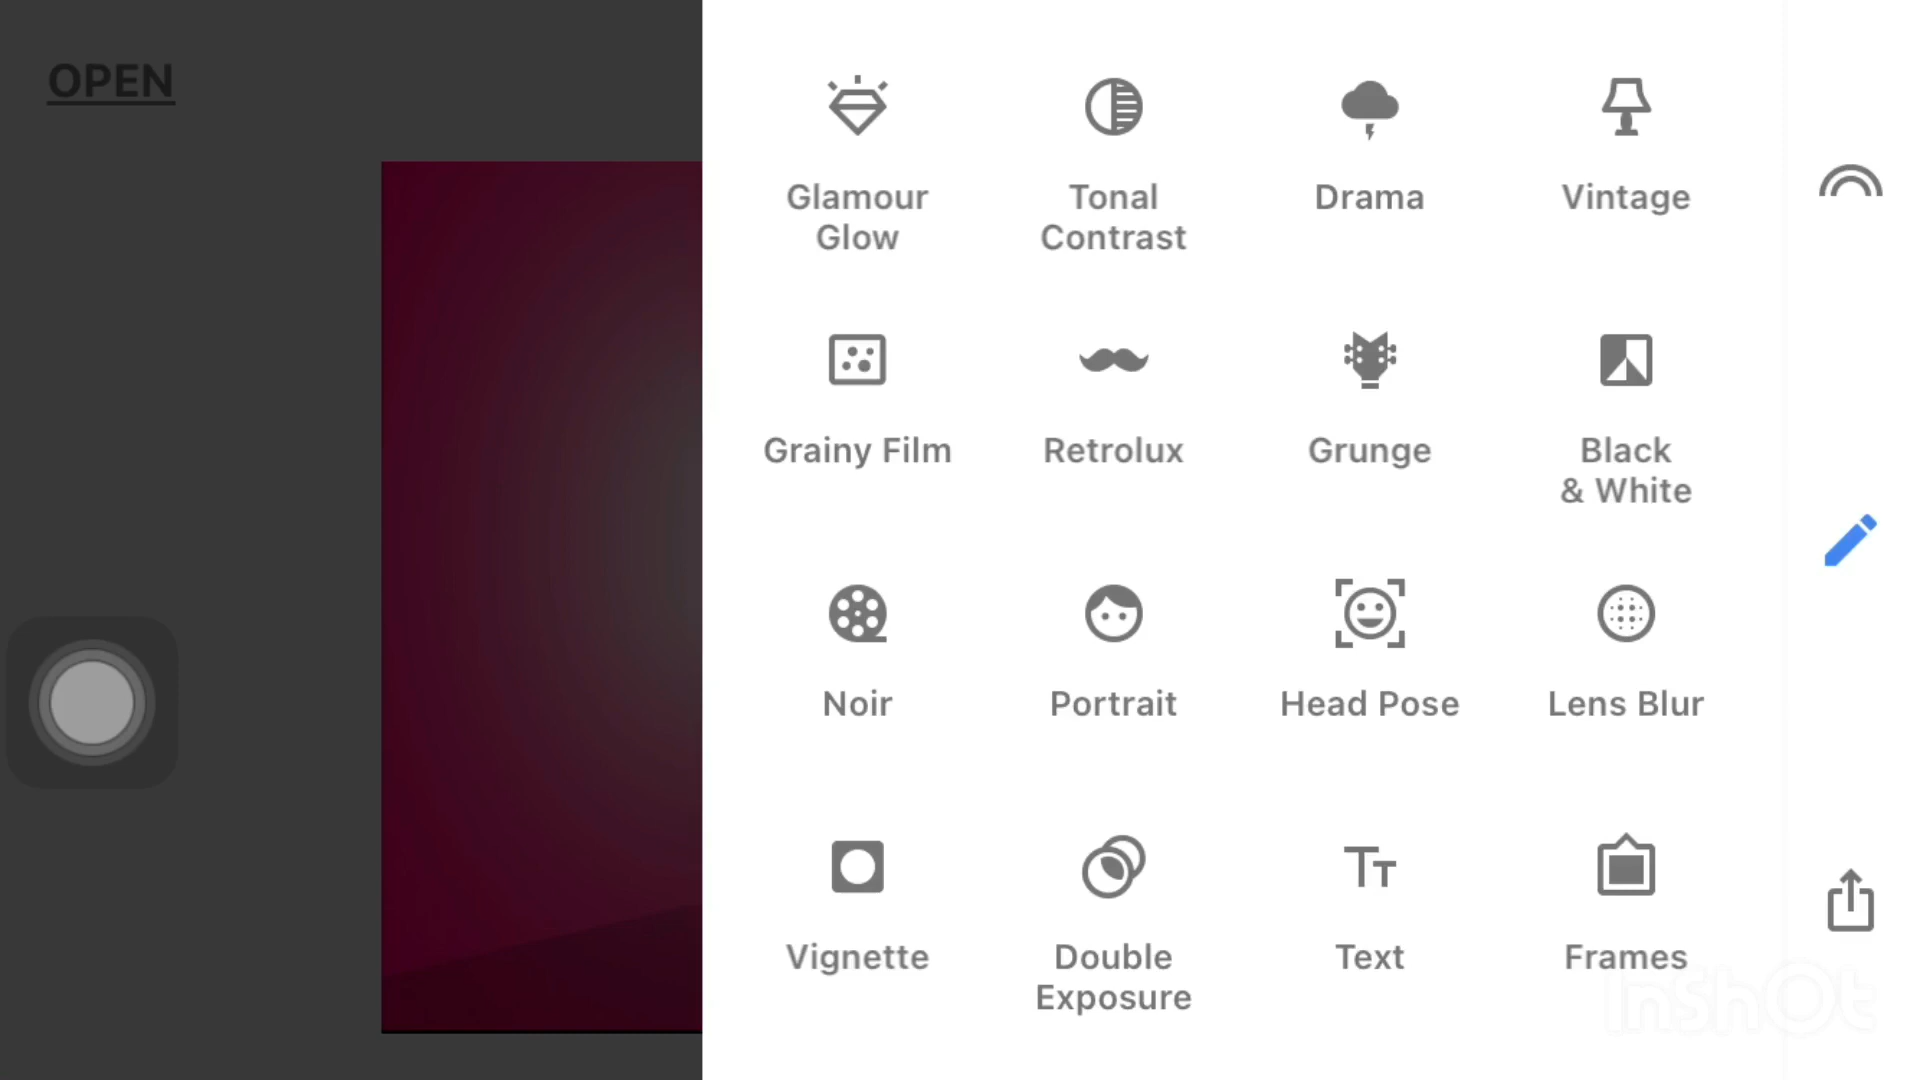 OPEN
Glamour
Glow
Tonal
Contrast
Drama
Vintage
Grainy Film
Retrolux
Grunge
Black
& White
Noir
Portrait
Head Pose
Lens Blur
Vignette
Double
Exposure
Text
Frames
InShOt